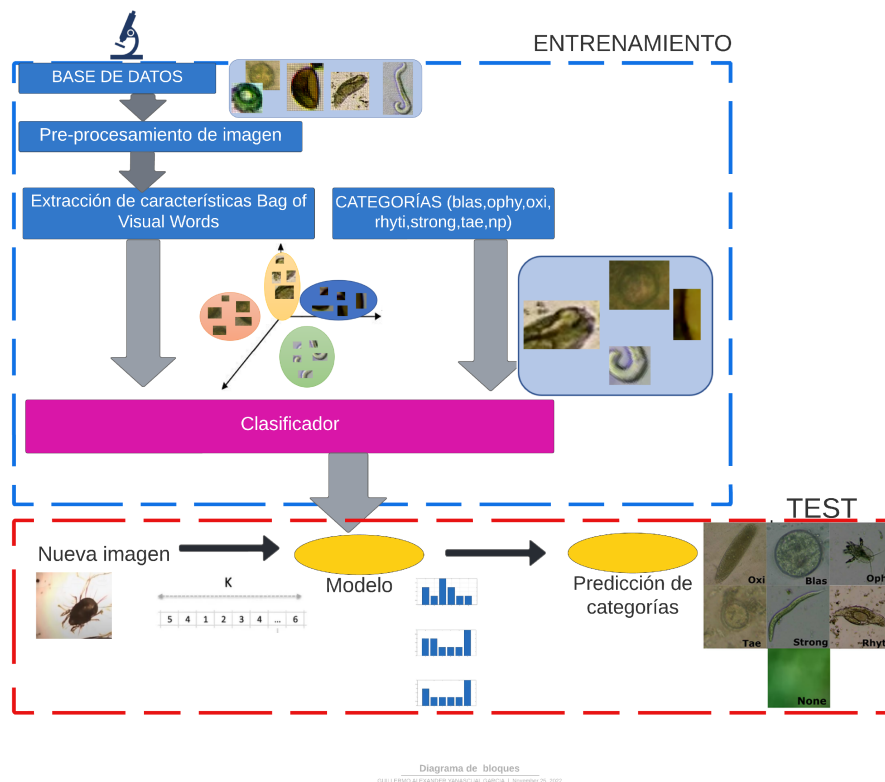 ENTRENAMIENTO
BASE DE DATOS
Pre-procesamiento de imagen
Extracción de características Bag of
Visual Words
CATEGORÍAS (blas,ophy,oxi,
rhyti,strong,tae,np)
Clasificador
TEST
Nueva imagen
K
5 4 1 2 3 4 ... 6
Modelo
Predicción de
categorías
Oxi
Blas
Oph
Tae
Strong
Rhyt
None
Diagrama de bloques